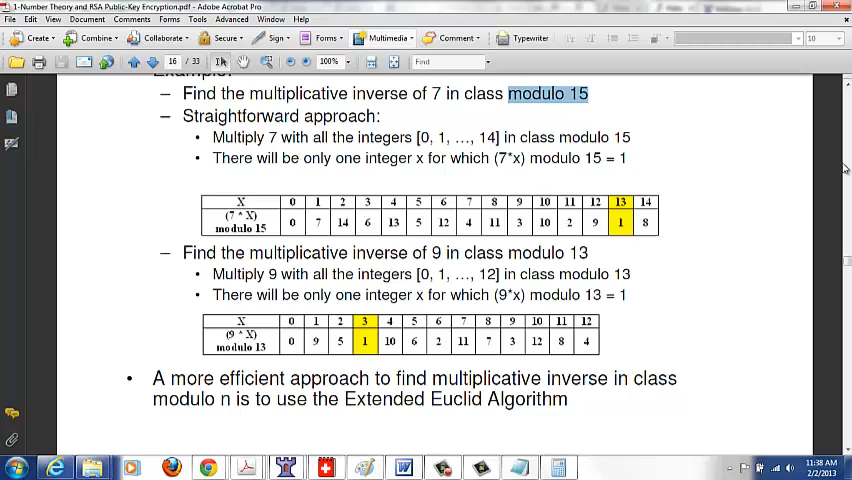 1-Number Theory and RSA Public-Key Encryption.pdf - Adobe Acrobat Pro
File Edit View Document Comments Forms Tools Advanced Window Help
Create Combine Collaborate Secure Sign Forms Multimedia Comment Typewriter 10
16 / 33 100% Find
Example:
– Find the multiplicative inverse of 7 in class modulo 15
– Straightforward approach:
• Multiply 7 with all the integers [0, 1, …, 14] in class modulo 15
• There will be only one integer x for which (7*x) modulo 15 = 1
X 0 1 2 3 4 5 6 7 8 9 10 11 12 13 14
(7 * X) modulo 15 0 7 14 6 13 5 12 4 11 3 10 2 9 1 8
– Find the multiplicative inverse of 9 in class modulo 13
• Multiply 9 with all the integers [0, 1, …, 12] in class modulo 13
• There will be only one integer x for which (9*x) modulo 13 = 1
X 0 1 2 3 4 5 6 7 8 9 10 11 12
(9 * X) modulo 13 0 9 5 1 10 6 2 11 7 3 12 8 4
• A more efficient approach to find multiplicative inverse in class
modulo n is to use the Extended Euclid Algorithm
11:38 AM
2/2/2013